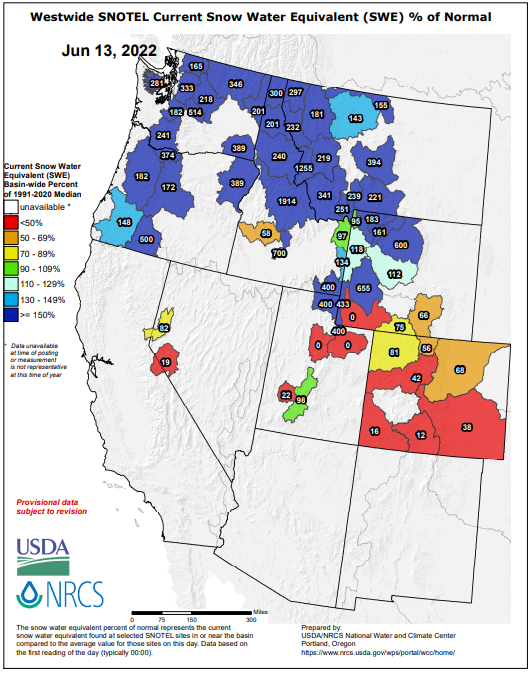 Westwide SNOTEL Current Snow Water Equivalent (SWE) % of Normal
Jun 13, 2022
165
281
333
346
300
297
218
155
182
514
201
181
143
201
232
241
374
389
240
219
394
1255
182
172
389
1914
341
239
221
251
148
500
58
700
95
183
97
161
600
118
134
112
400
655
400
433
0
66
82
400
75
0
0
56
81
19
68
42
22
98
16
12
38
Current Snow Water
Equivalent (SWE)
Basin-wide Percent
of 1991-2020 Median
unavailable *
<50%
50 - 69%
70 - 89%
90 - 109%
110 - 129%
130 - 149%
>= 150%
* Data unavailable
at time of posting
or measurement
is not representative
at this time of year
Provisional data
subject to revision
USDA
NRCS
Miles
0 75 150 300
The snow water equivalent percent of normal represents the current
snow water equivalent found at selected SNOTEL sites in or near the basin
compared to the average value for those sites on this day. Data based on
the first reading of the day (typically 00:00).
Prepared by:
USDA/NRCS National Water and Climate Center
Portland, Oregon
https://www.nrcs.usda.gov/wps/portal/wcc/home/